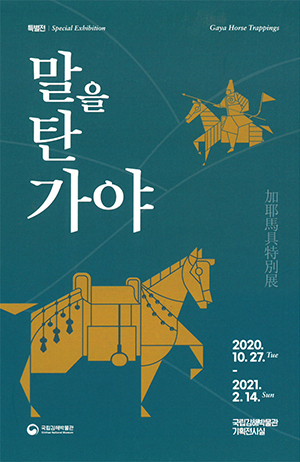 특별전 | Special Exhibition
Gaya Horse Trappings
말을
탄
가야
加耶馬具特別展
2020.
10. 27. Tue
-
2021.
2. 14. Sun
국립김해박물관
기획전시실
국립김해박물관
Gimhae National Museum